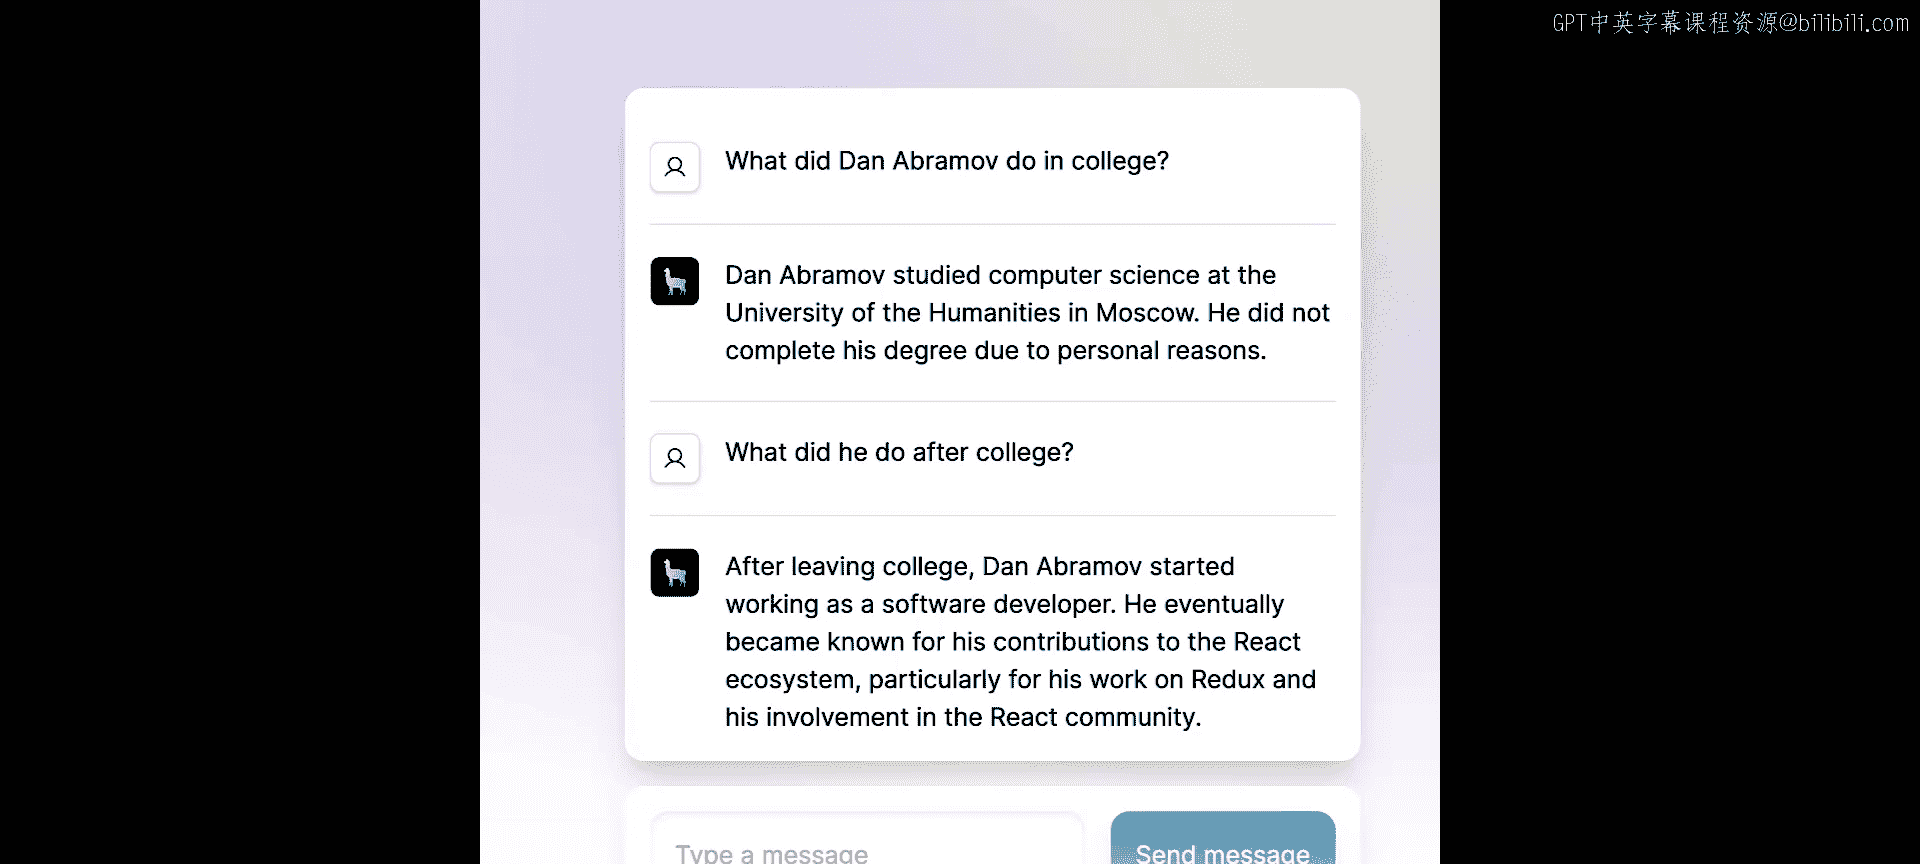 GPT中英字幕课程资源@bilibili.com
What did Dan Abramov do in college?
Dan Abramov studied computer science at the
University of the Humanities in Moscow. He did not
complete his degree due to personal reasons.
What did he do after college?
After leaving college, Dan Abramov started
working as a software developer. He eventually
became known for his contributions to the React
ecosystem, particularly for his work on Redux and
his involvement in the React community.
Type a message
Send message